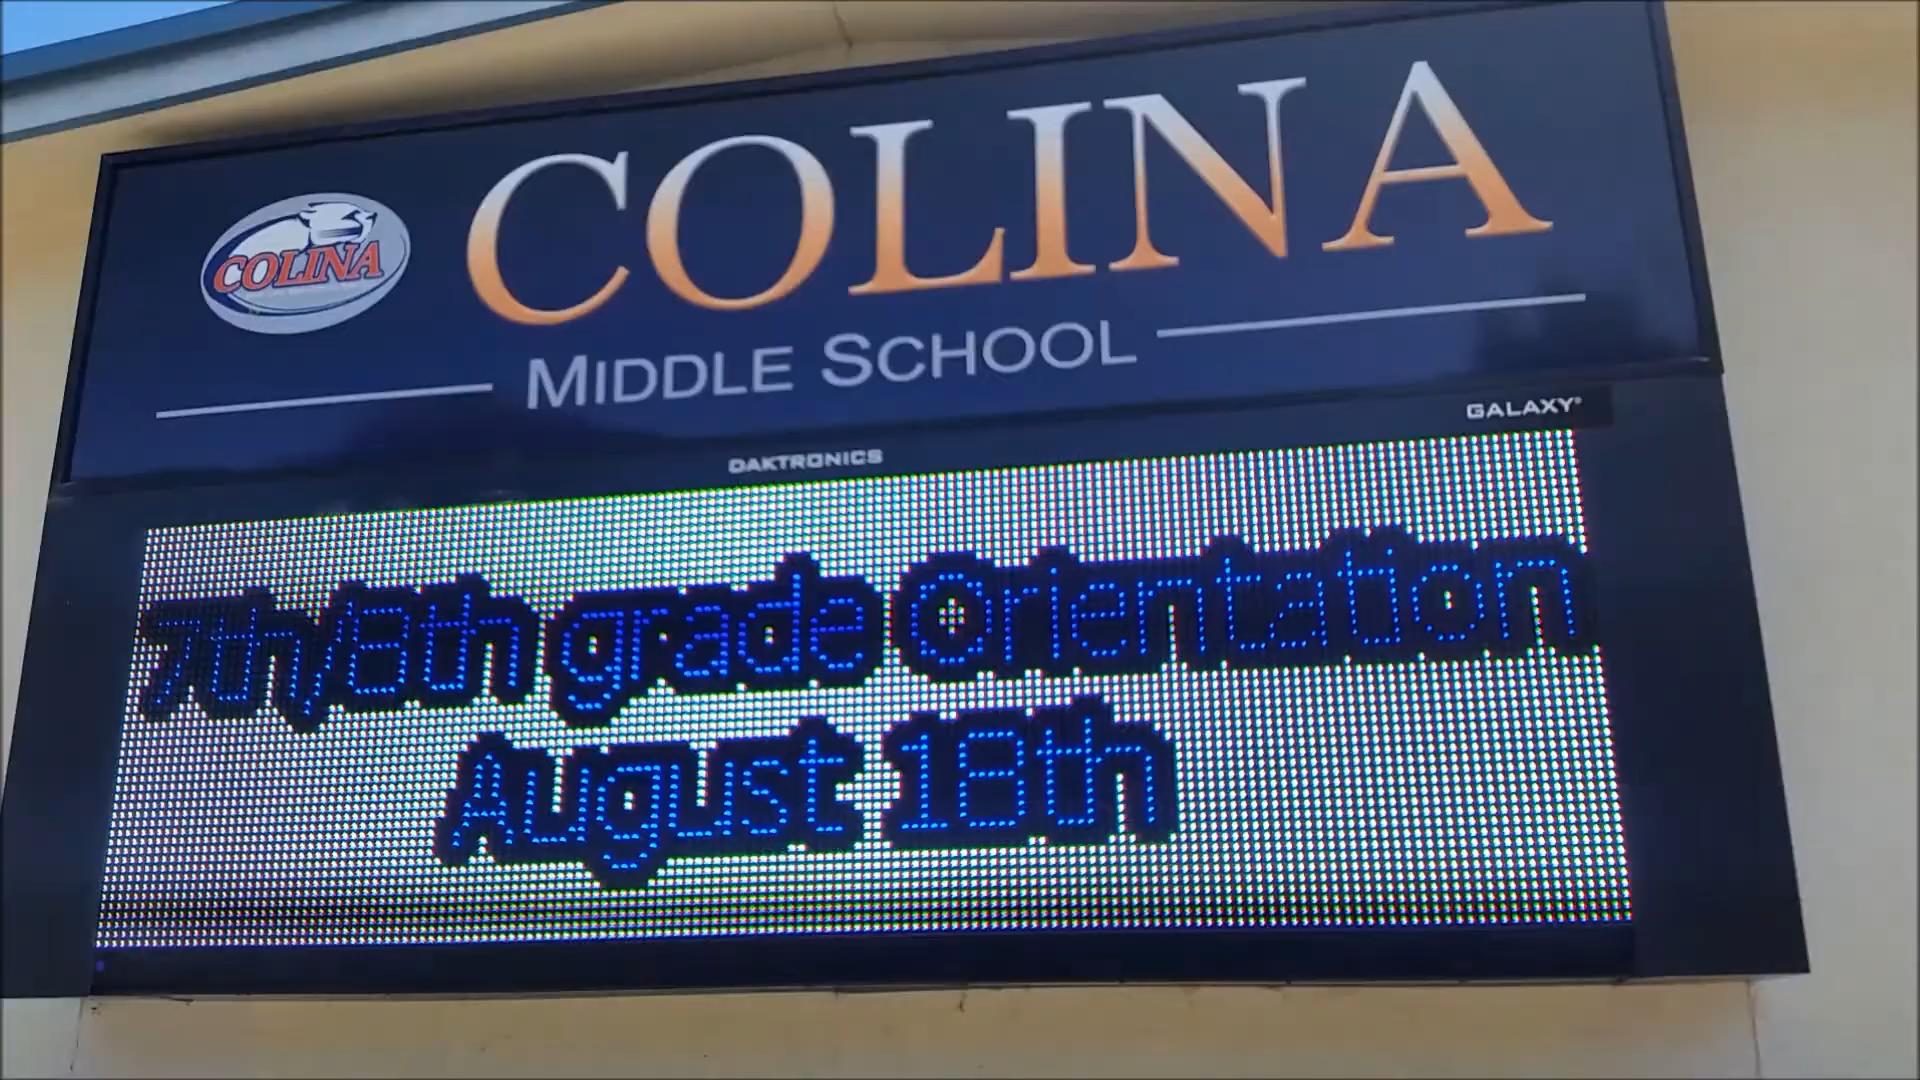 COLINA
COLINA
MIDDLE SCHOOL
GALAXY®
DAKTRONICS
7th/8th grade Orientation
August 18th